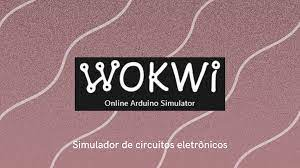 WOKWi
Online Arduino Simulator
Simulador de circuitos eletrônicos